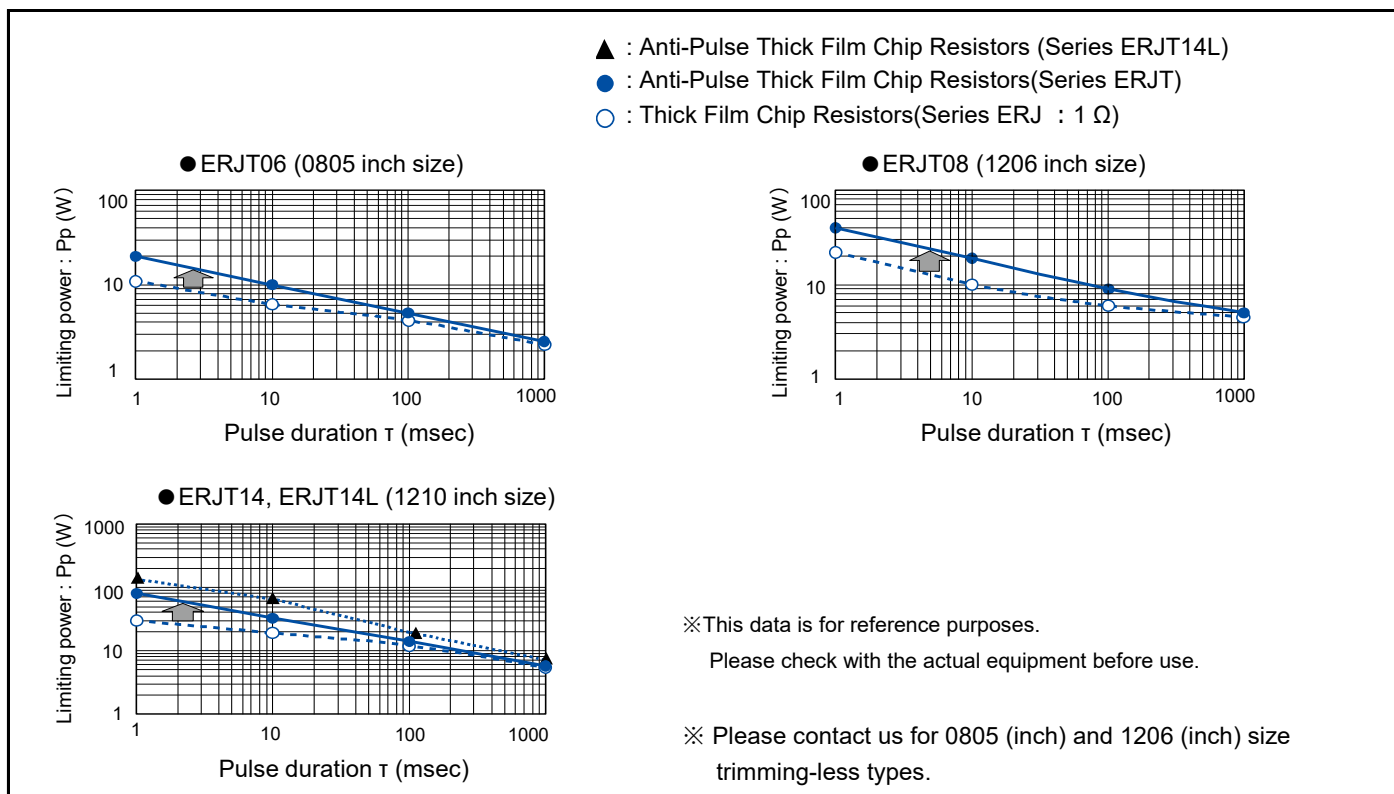 ▲ : Anti-Pulse Thick Film Chip Resistors (Series ERJT14L)
● : Anti-Pulse Thick Film Chip Resistors(Series ERJT)
○ : Thick Film Chip Resistors(Series ERJ : 1 Ω)
●ERJT06 (0805 inch size)
Limiting power : Pp (W)
100
10
1
1 10 100 1000
Pulse duration τ (msec)
●ERJT08 (1206 inch size)
Limiting power : Pp (W)
100
10
1
1 10 100 1000
Pulse duration τ (msec)
●ERJT14, ERJT14L (1210 inch size)
Limiting power : Pp (W)
1000
100
10
1
1 10 100 1000
Pulse duration τ (msec)
※This data is for reference purposes.
Please check with the actual equipment before use.
※ Please contact us for 0805 (inch) and 1206 (inch) size
trimming-less types.